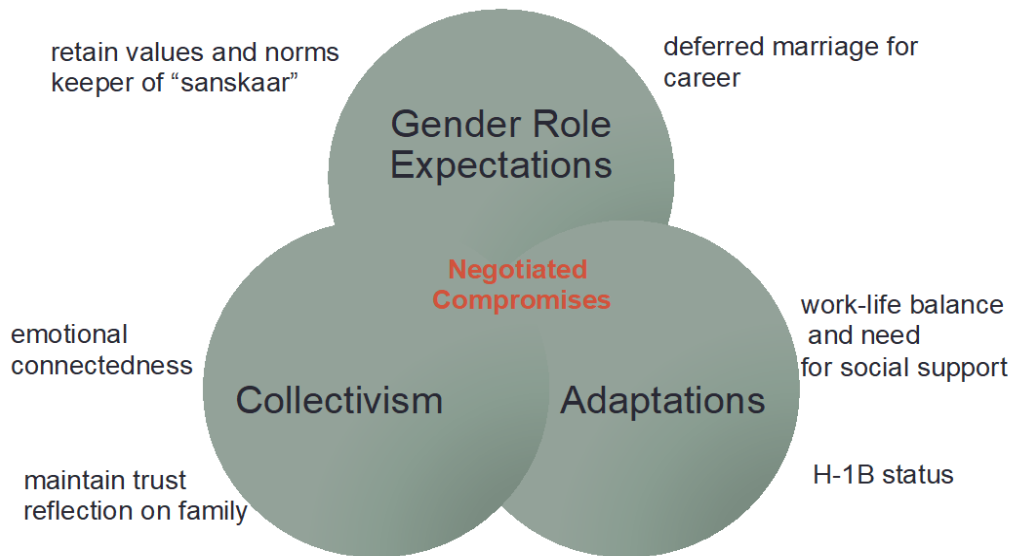 retain values and norms
keeper of “sanskaar”
deferred marriage for
career
Gender Role
Expectations
Negotiated
Compromises
emotional
connectedness
work-life balance
and need
for social support
Collectivism
Adaptations
maintain trust
reflection on family
H-1B status